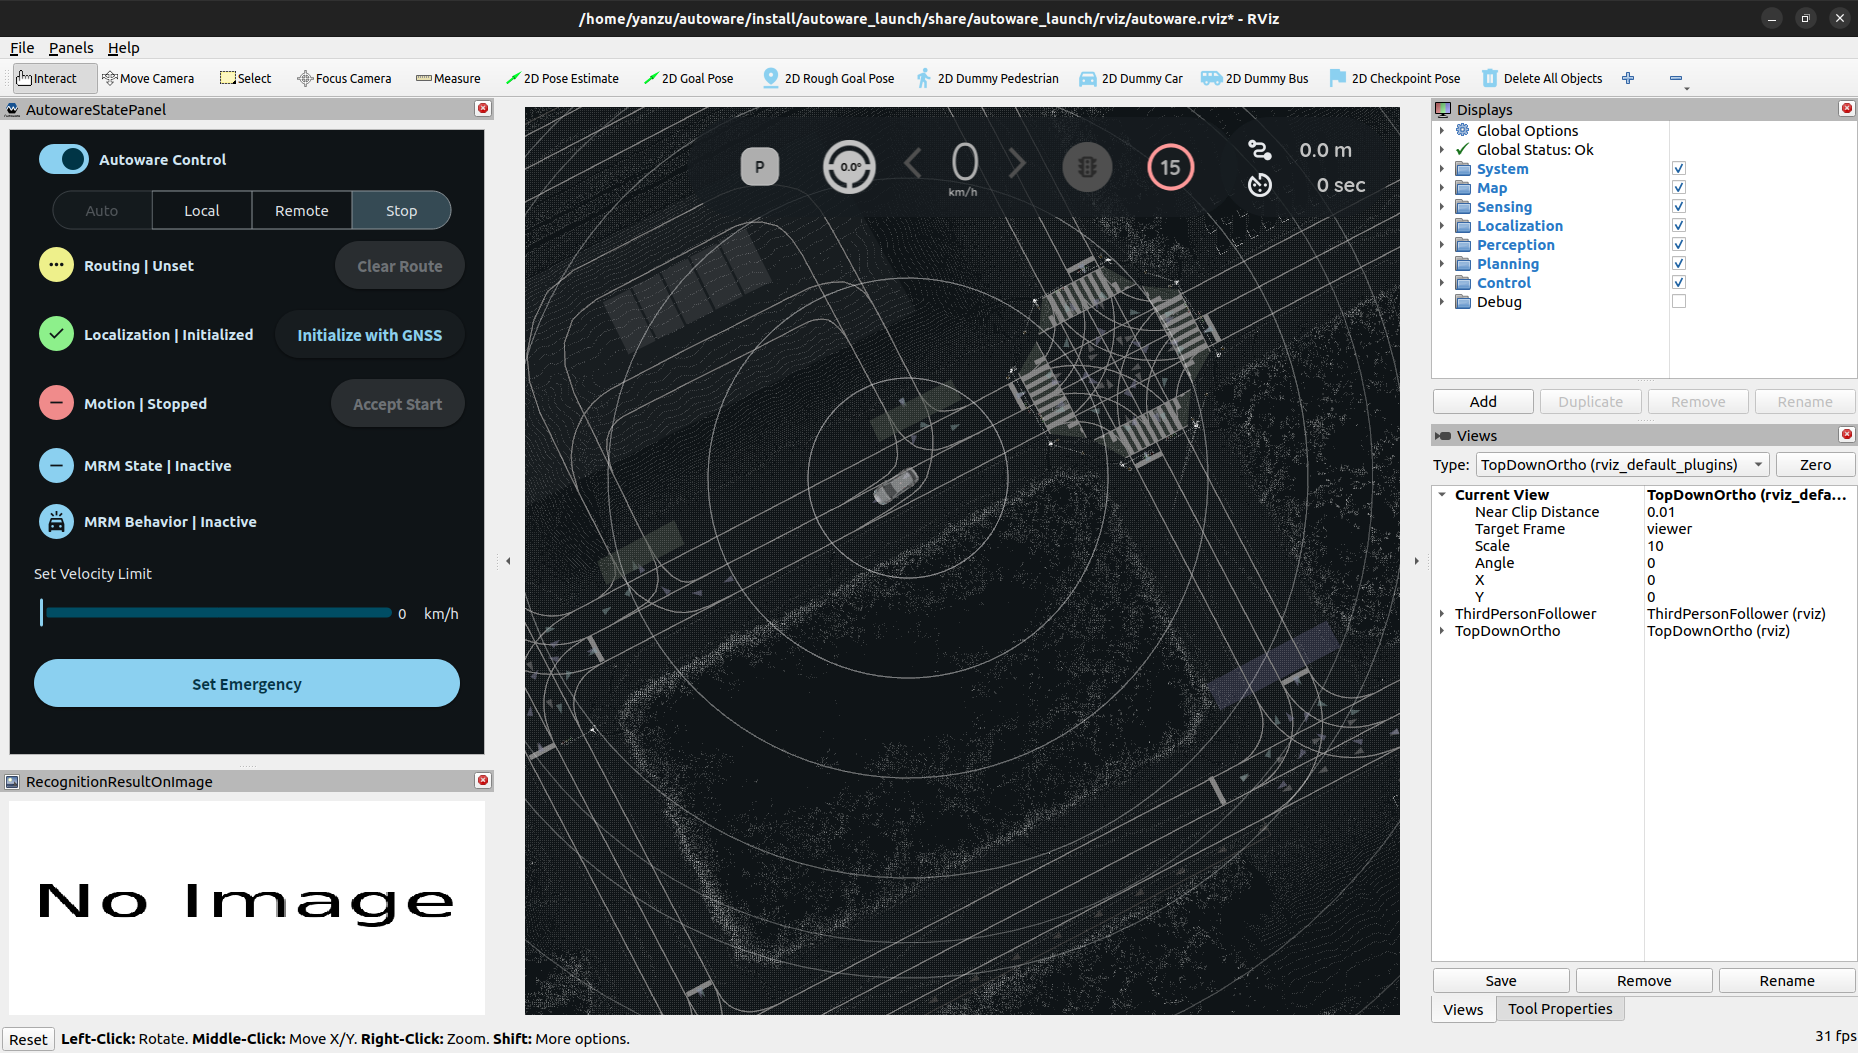 /home/yanzu/autoware/install/autoware_launch/share/autoware_launch/rviz/autoware.rviz* - RViz
File Panels Help
Interact Move Camera Select Focus Camera Measure 2D Pose Estimate 2D Goal Pose 2D Rough Goal Pose 2D Dummy Pedestrian 2D Dummy Car 2D Dummy Bus 2D Checkpoint Pose Delete All Objects
AutowareStatePanel
Autoware Control
Auto Local Remote Stop
Routing | Unset Clear Route
Localization | Initialized Initialize with GNSS
Motion | Stopped Accept Start
MRM State | Inactive
MRM Behavior | Inactive
Set Velocity Limit
0 km/h
Set Emergency
RecognitionResultOnImage
No Image
P 0.0° 0 km/h 15 0.0 m
0 sec
Displays
Global Options
Global Status: Ok
System
Map
Sensing
Localization
Perception
Planning
Control
Debug
Add Duplicate Remove Rename
Views
Type: TopDownOrtho (rviz_default_plugins) Zero
Current View TopDownOrtho (rviz_defa...
Near Clip Distance 0.01
Target Frame viewer
Scale 10
Angle 0
X 0
Y 0
ThirdPersonFollower ThirdPersonFollower (rviz)
TopDownOrtho TopDownOrtho (rviz)
Save Remove Rename
Views Tool Properties
Reset Left-Click: Rotate. Middle-Click: Move X/Y. Right-Click: Zoom. Shift: More options. 31 fps